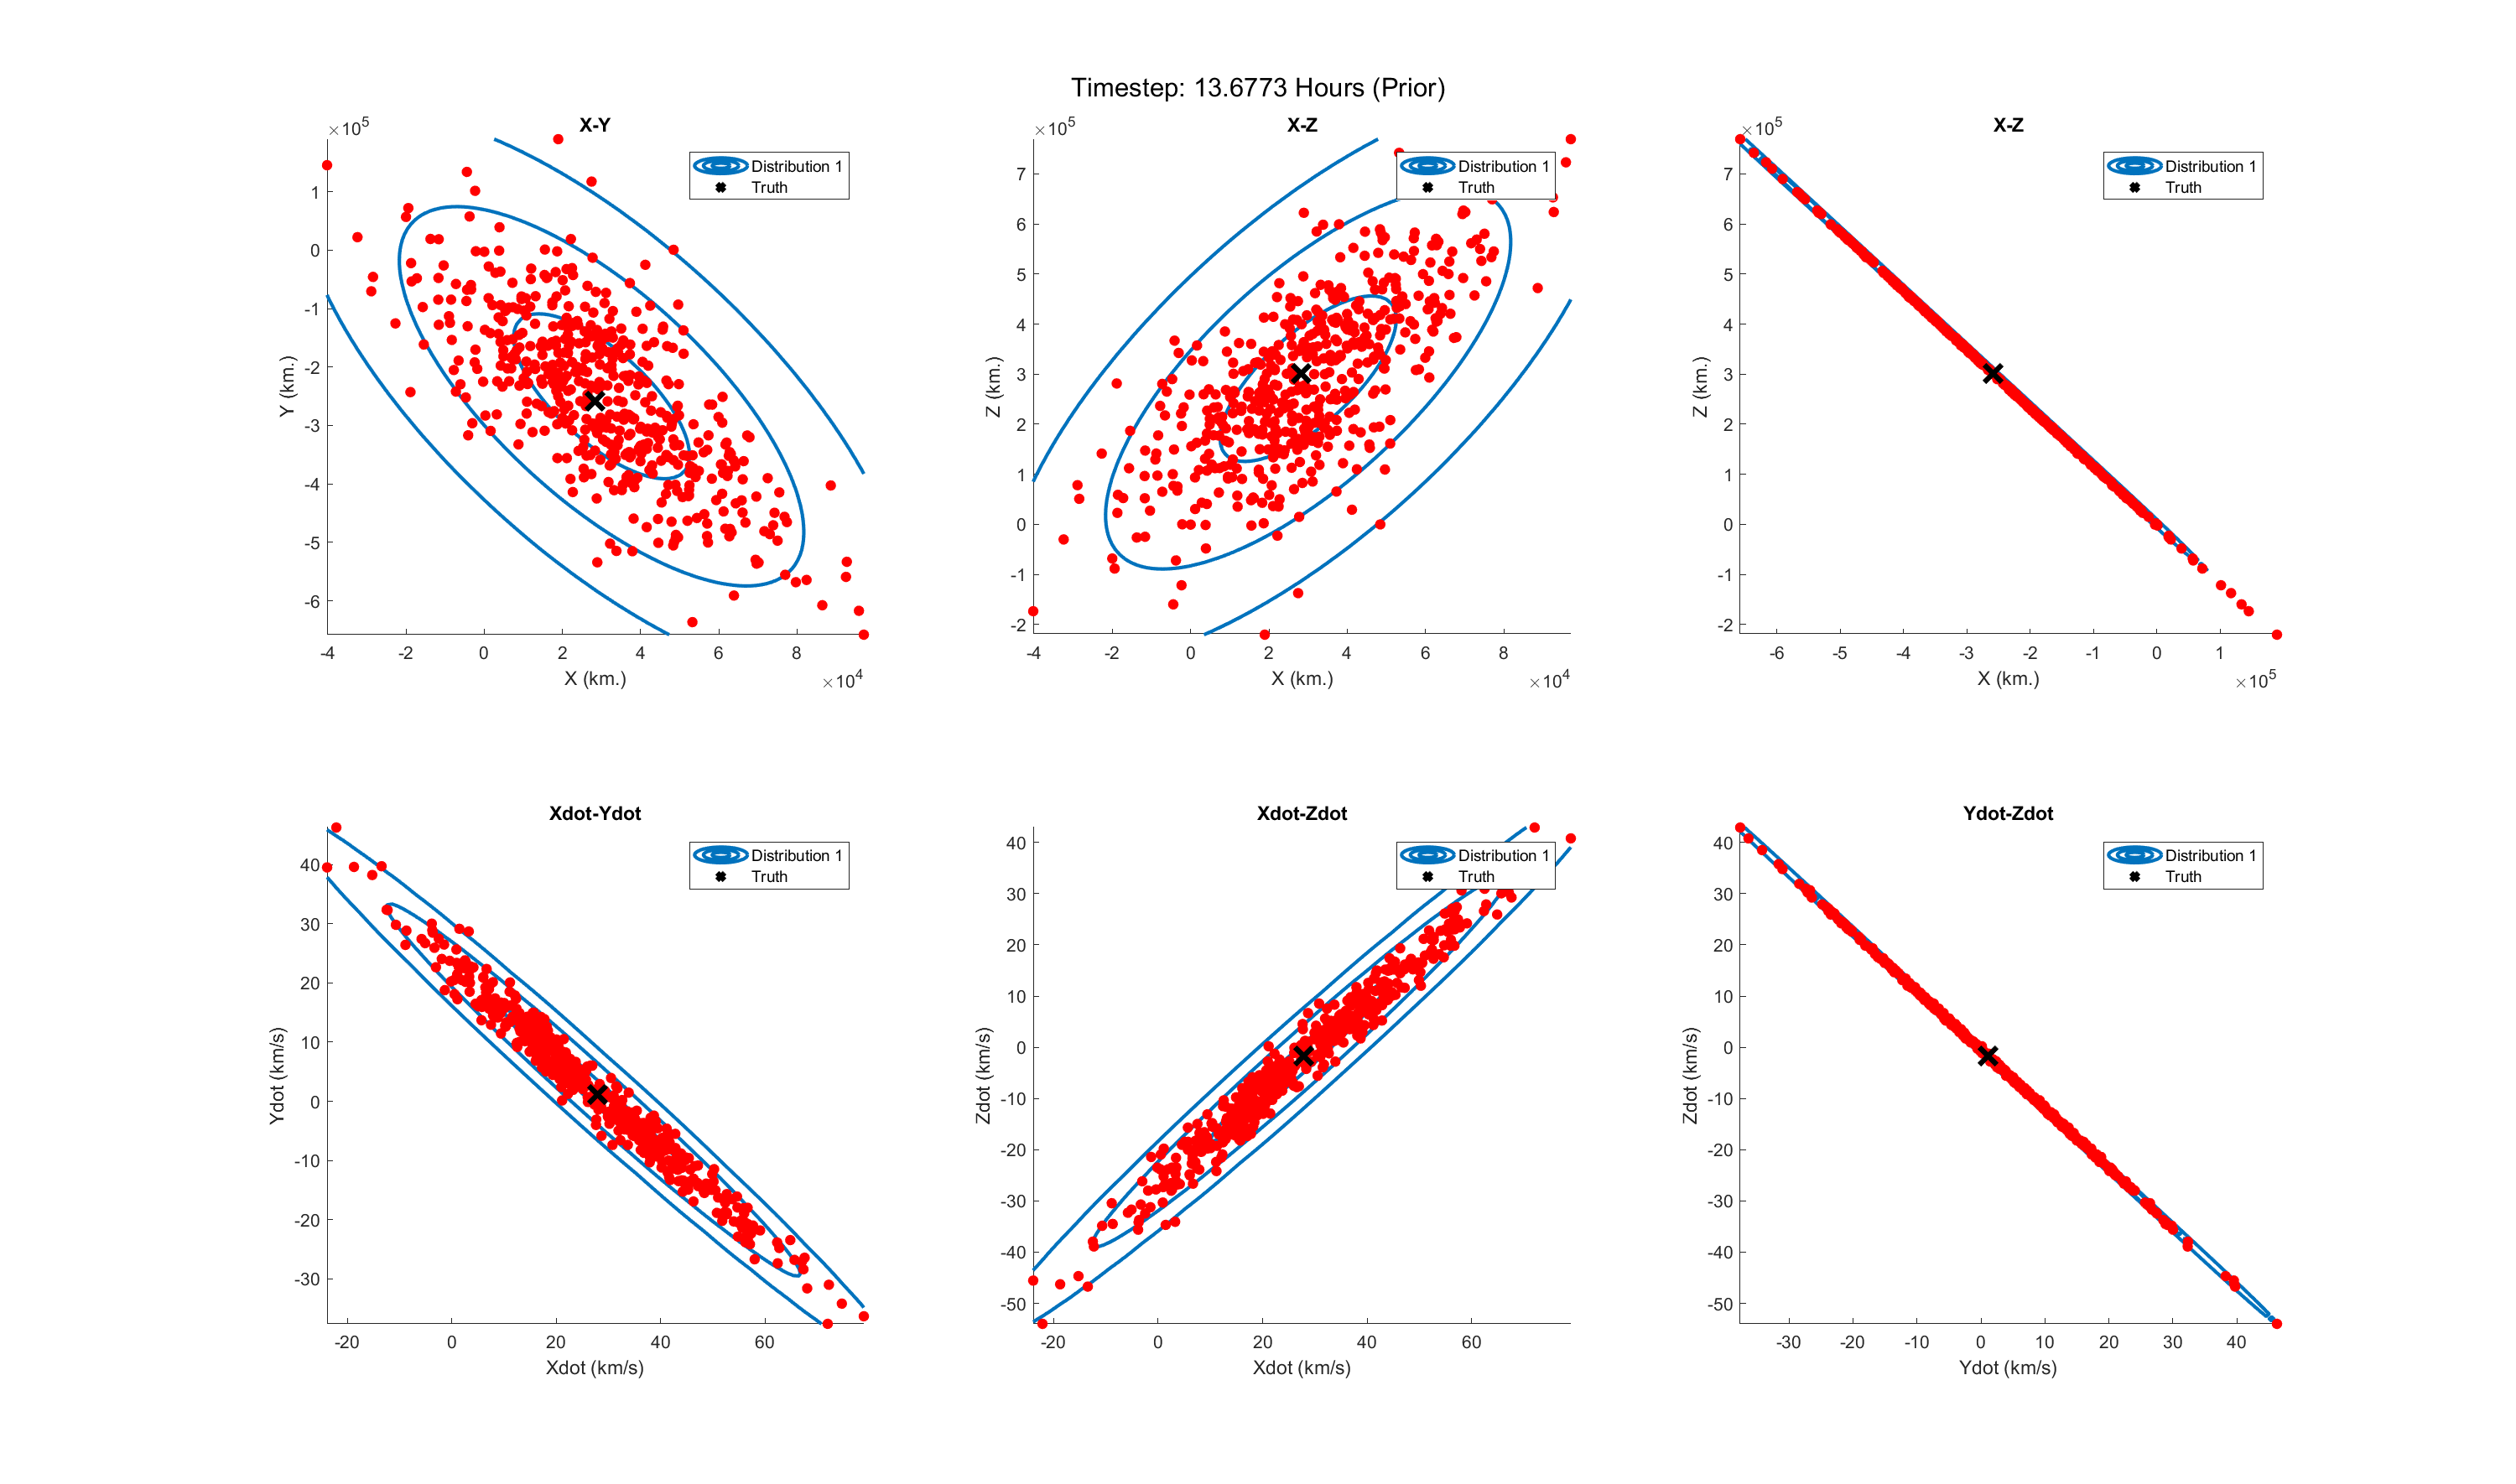 Timestep: 13.6773 Hours (Prior)
×10^5
X-Y
Distribution 1
Truth
1
0
-1
-2
-3
-4
-5
-6
Y (km.)
-4 -2 0 2 4 6 8
X (km.)
×10^4
×10^5
X-Z
Distribution 1
Truth
7
6
5
4
3
2
1
0
-1
-2
Z (km.)
-4 -2 0 2 4 6 8
X (km.)
×10^4
×10^5
X-Z
Distribution 1
Truth
7
6
5
4
3
2
1
0
-1
-2
Z (km.)
-6 -5 -4 -3 -2 -1 0 1
X (km.)
×10^5
Xdot-Ydot
Distribution 1
Truth
40
30
20
10
0
-10
-20
-30
Ydot (km/s)
-20 0 20 40 60
Xdot (km/s)
Xdot-Zdot
Distribution 1
Truth
40
30
20
10
0
-10
-20
-30
-40
-50
Zdot (km/s)
-20 0 20 40 60
Xdot (km/s)
Ydot-Zdot
Distribution 1
Truth
40
30
20
10
0
-10
-20
-30
-40
-50
Zdot (km/s)
-30 -20 -10 0 10 20 30 40
Ydot (km/s)